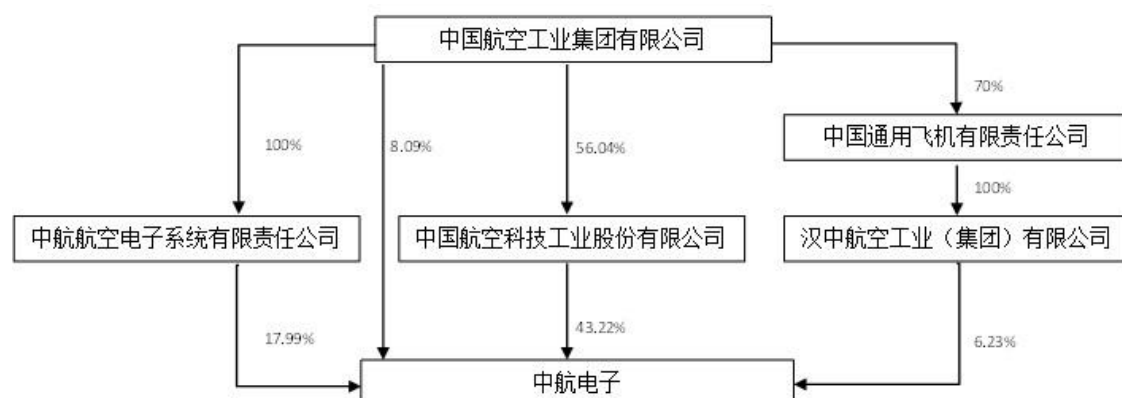 中国航空工业集团有限公司
70%
中国通用飞机有限责任公司
100%
8.09%
56.04%
100%
中航航空电子系统有限责任公司
中国航空科技工业股份有限公司
汉中航空工业（集团）有限公司
17.99%
43.22%
6.23%
中航电子